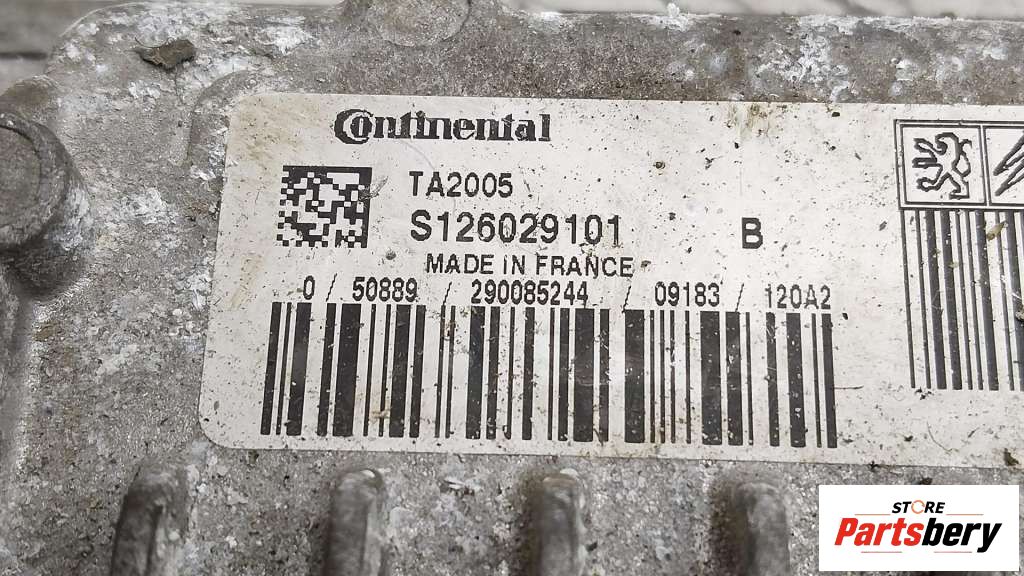 Continental
TA2005
S126029101 B
MADE IN FRANCE
0 / 50889 / 290085244 / 09183 / 120A2
STORE
Partsbery